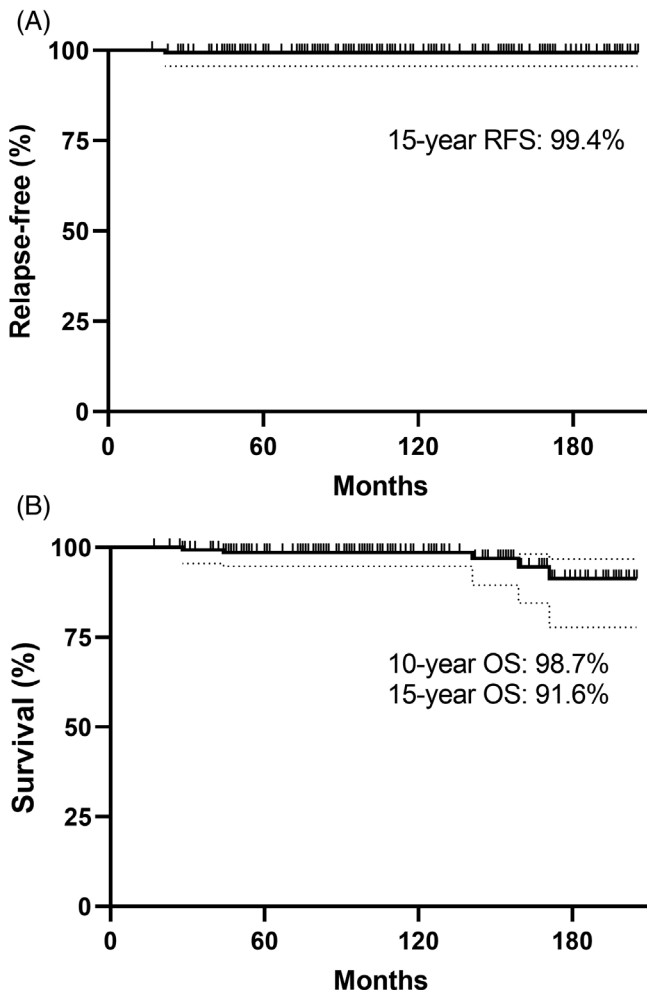 (A)
100
75
50
25
0
Relapse-free (%)
15-year RFS: 99.4%
0 60 120 180
Months
(B)
100
75
50
25
0
Survival (%)
10-year OS: 98.7%
15-year OS: 91.6%
0 60 120 180
Months